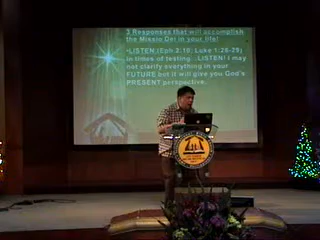 3 Responses that will accomplish
the Missio Dei in your life!
•LISTEN (Eph 2:10; Luke 1:26-29)
in times of testing...LISTEN! I may
not clarify everything in your
FUTURE but it will give you God's
PRESENT perspective.